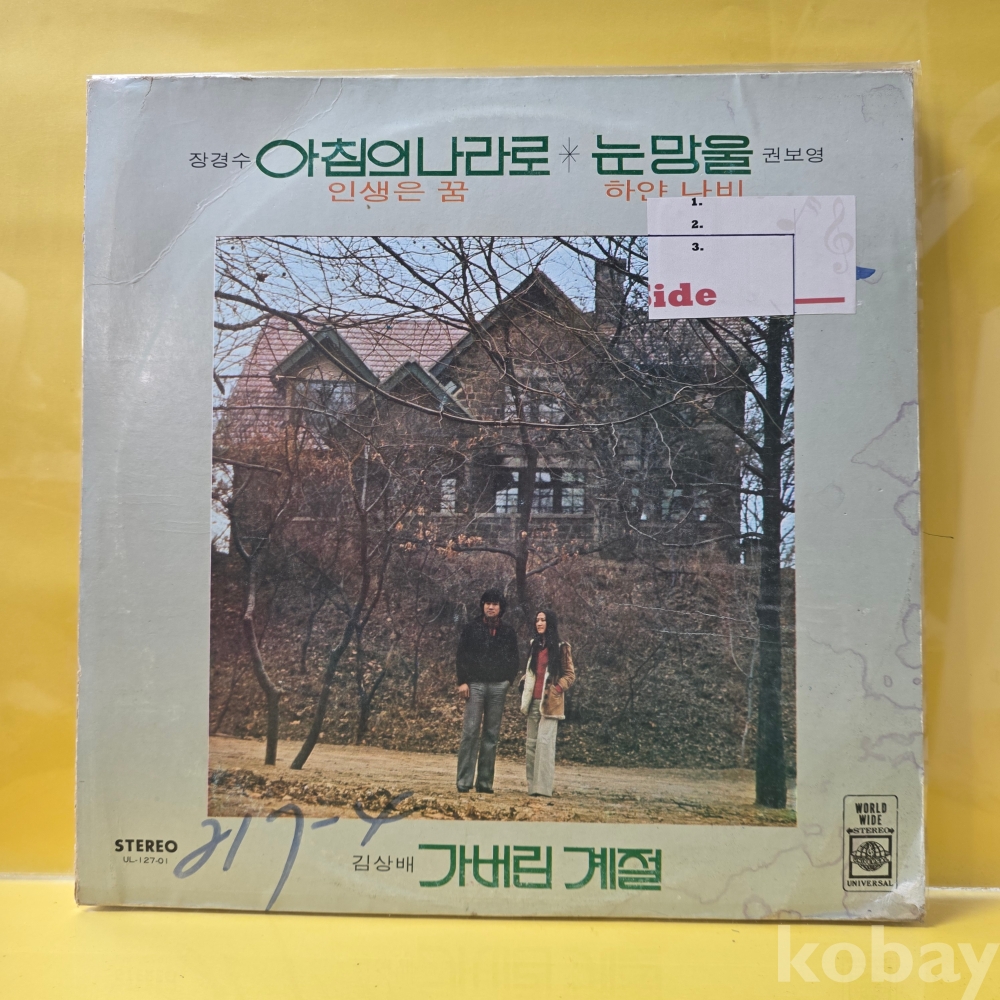 장경수 아침의 나라로 * 눈망울 권보영
인생은 꿈 하얀 나비
1.
2.
3.
ide
STEREO
UL-127-01
217-4
김상배 가버린 계절
WORLD
WIDE
STEREO
UNIVERSAL
kobay